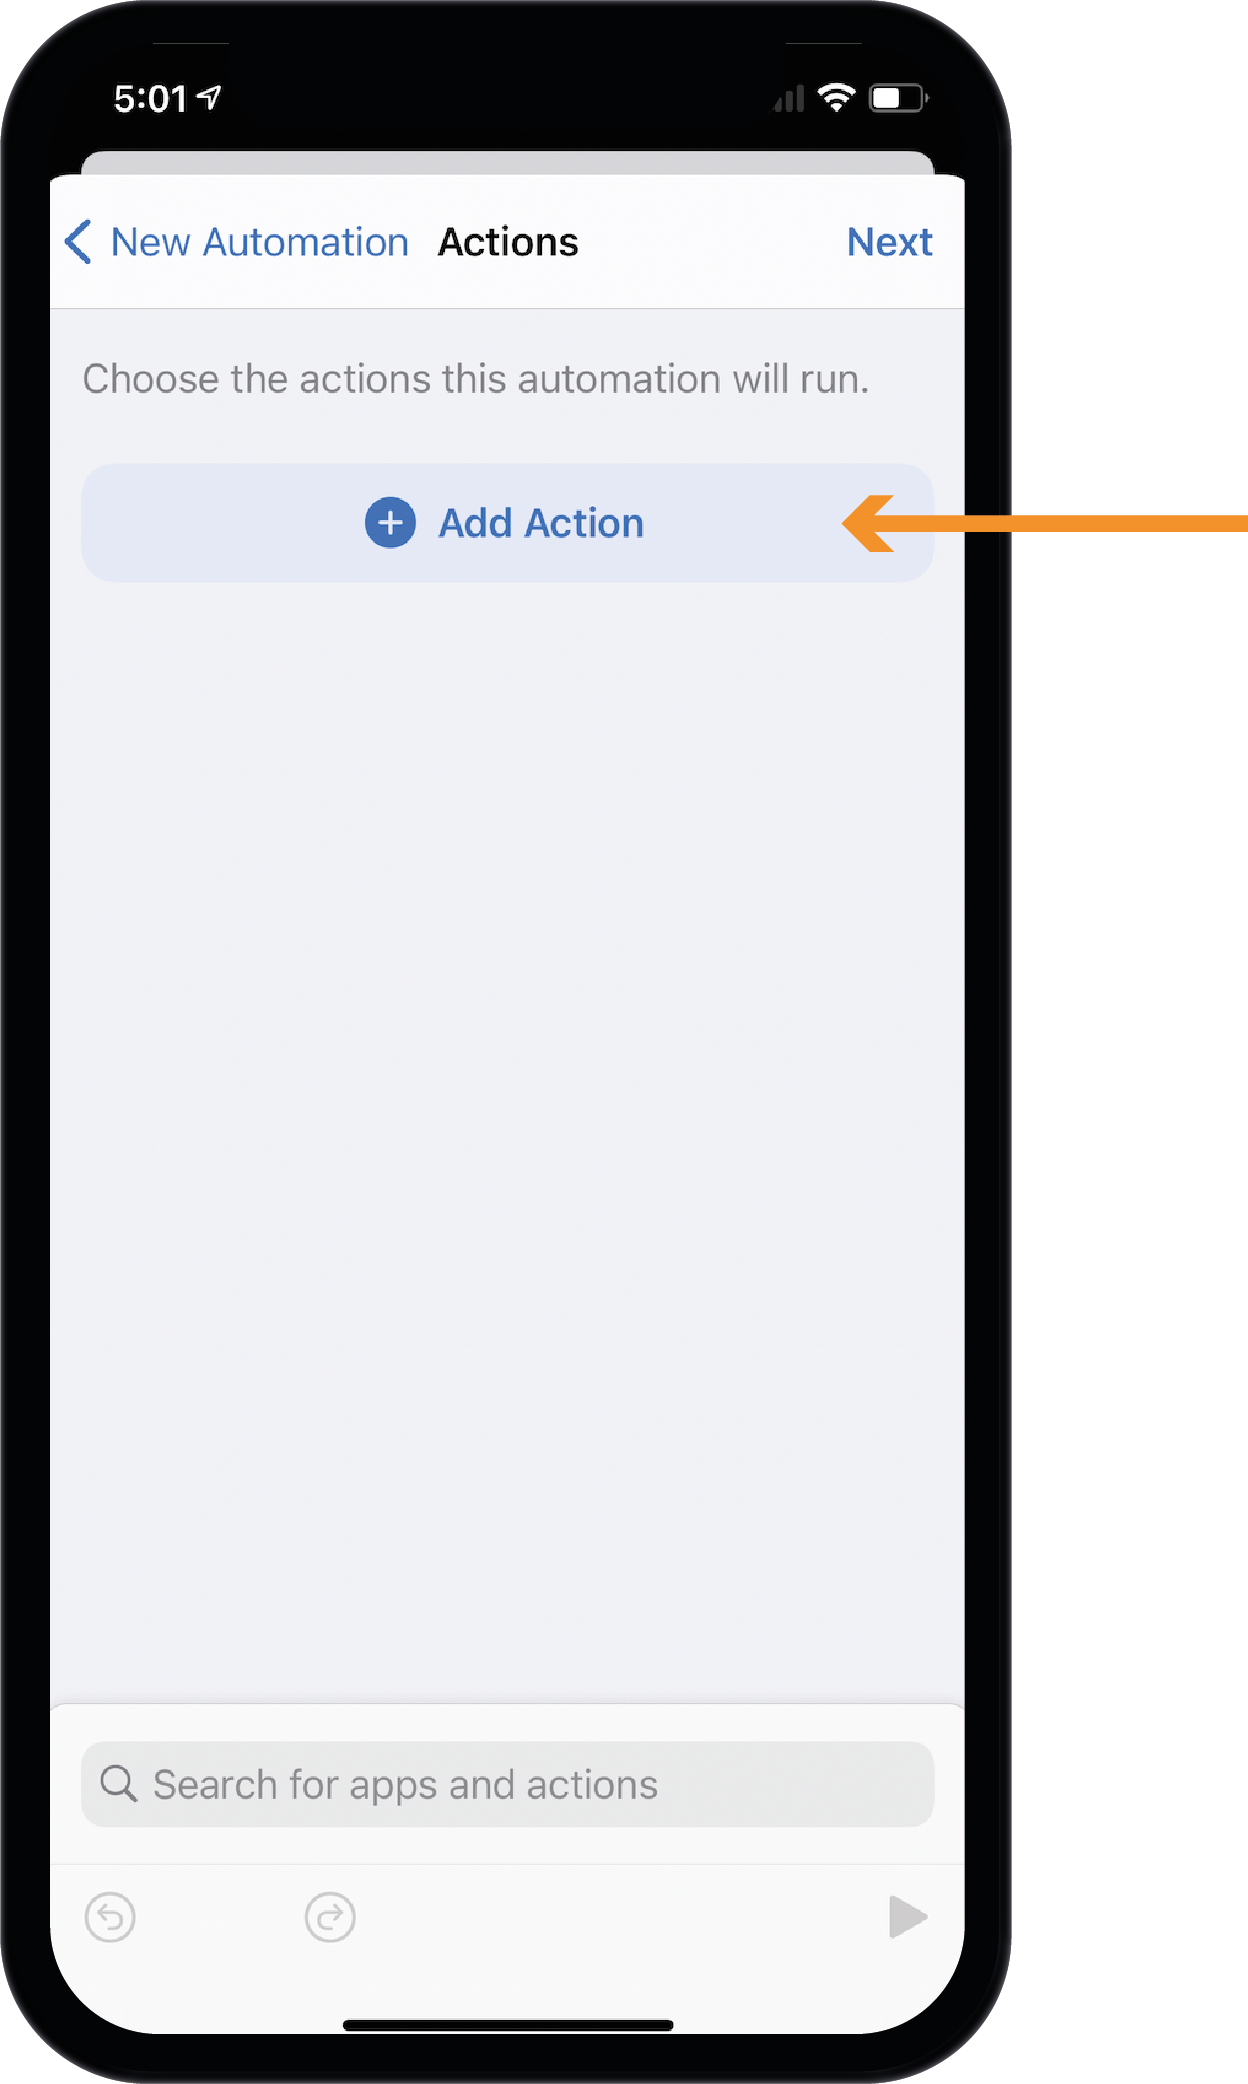 5:01
New Automation Actions Next
Choose the actions this automation will run.
Add Action
Search for apps and actions